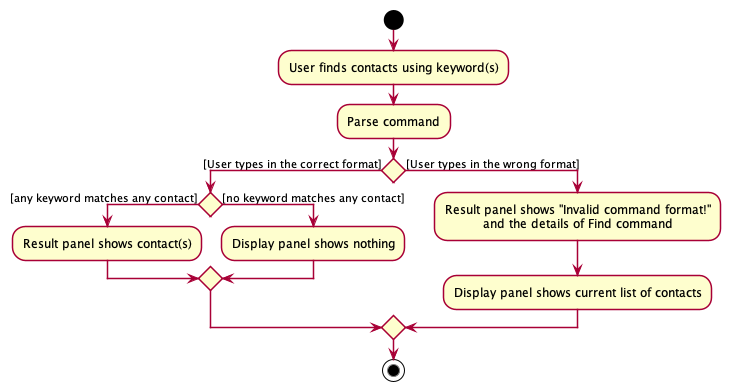 User finds contacts using keyword(s)
Parse command
[User types in the correct format]
[User types in the wrong format]
[any keyword matches any contact]
[no keyword matches any contact]
Result panel shows contact(s)
Display panel shows nothing
Result panel shows "Invalid command format!"
and the details of Find command
Display panel shows current list of contacts